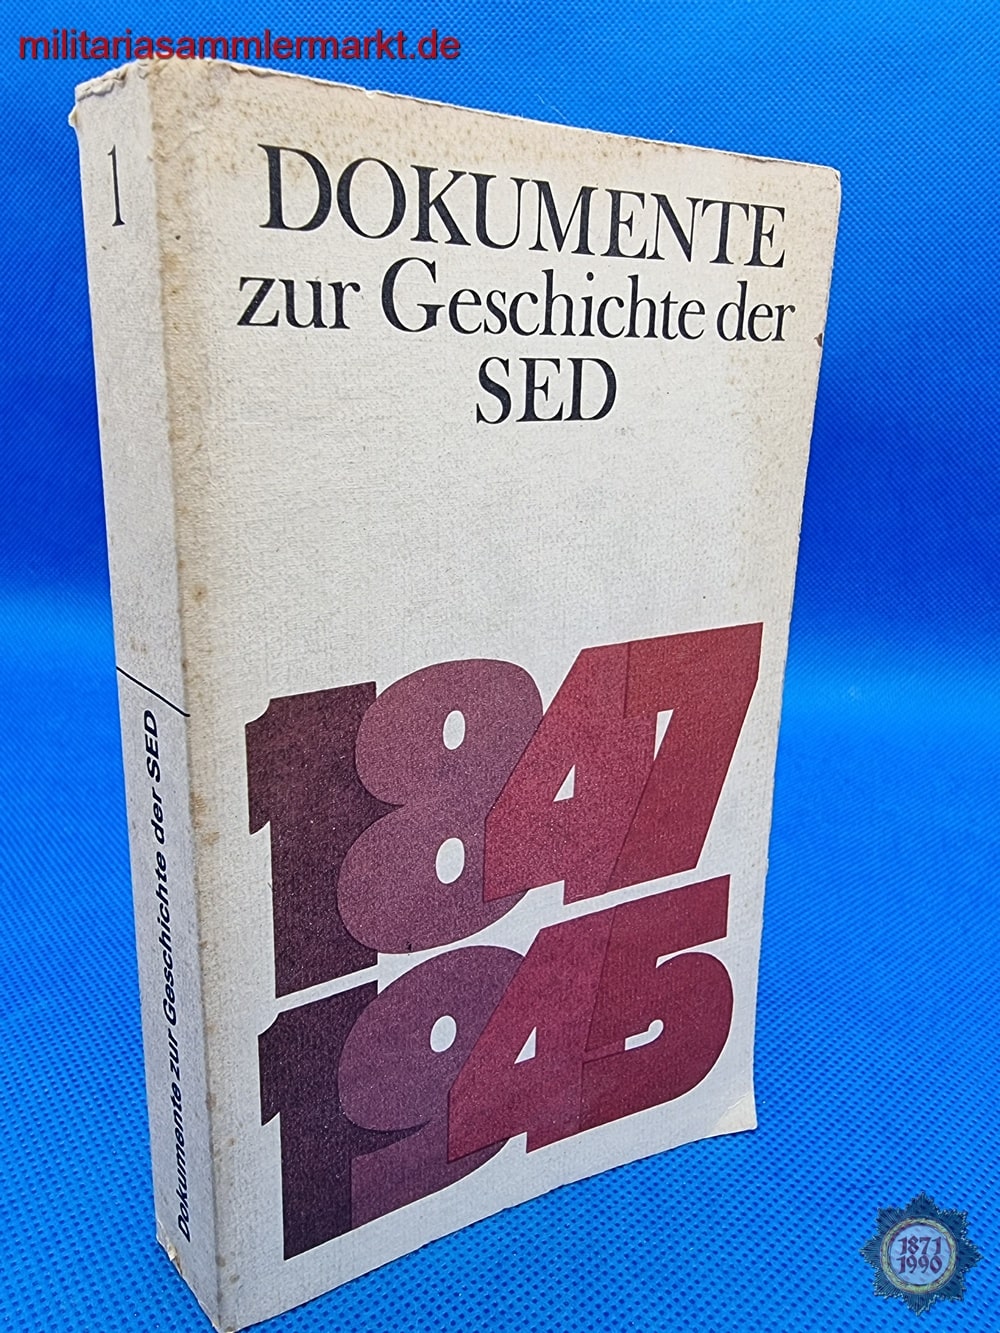 militariasammlermarkt.de
1
DOKUMENTE
zur Geschichte der
SED
1847
1945
Dokumente zur Geschichte der SED
1871
1990